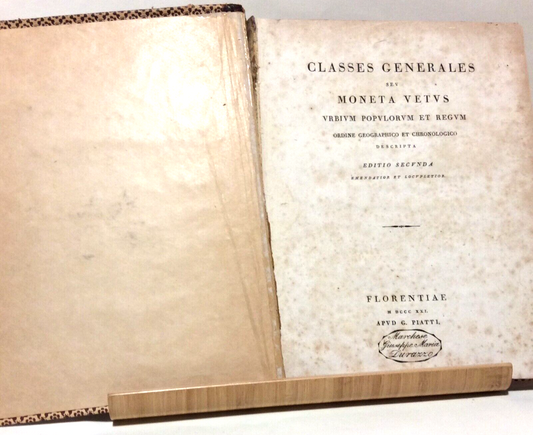 CLASSES GENERALES
SEV
MONETA VETVS
VRBIVM POPVLORVM ET REGVM
ORDINE GEOGRAPHICO ET CHRONOLOGICO
DESCRIPTA
EDITIO SECVNDA
EMENDATIOR ET LOCVPLETIOR.
FLORENTIAE
M DCCC XXI.
APVD G. PIATTI,
Marchese
Giuseppe Maria
Durazzo